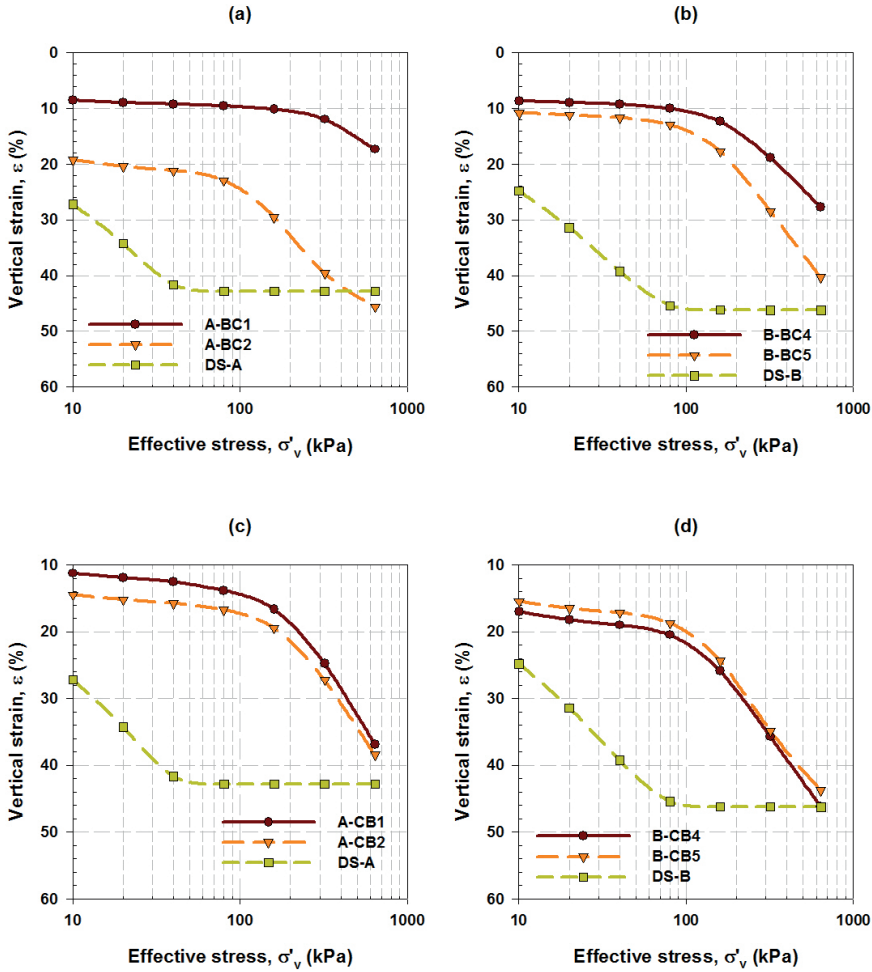 (a)
0
10
20
30
40
50
60
Vertical strain, ε (%)
A-BC1
A-BC2
DS-A
10 100 1000
Effective stress, σ'v (kPa)
(b)
0
10
20
30
40
50
60
Vertical strain, ε (%)
B-BC4
B-BC5
DS-B
10 100 1000
Effective stress, σ'v (kPa)
(c)
10
20
30
40
50
60
Vertical strain, ε (%)
A-CB1
A-CB2
DS-A
10 100 1000
Effective stress, σ'v (kPa)
(d)
10
20
30
40
50
60
Vertical strain, ε (%)
B-CB4
B-CB5
DS-B
10 100 1000
Effective stress, σ'v (kPa)